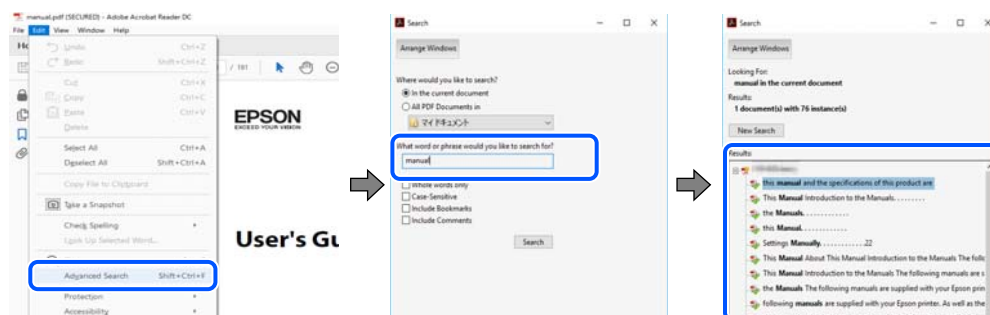 manual.pdf (SECURED) - Adobe Acrobat Reader DC
File Edit View Window Help
Undo Ctrl+Z
Redo Shift+Ctrl+Z
Cut Ctrl+X
Copy Ctrl+C
Paste Ctrl+V
Delete
Select All Ctrl+A
Deselect All Shift+Ctrl+A
Copy File to Clipboard
Take a Snapshot
Check Spelling
Look Up Selected Word...
Advanced Search Shift+Ctrl+F
Protection
Accessibility
/ 181
EPSON
EXCEED YOUR VISION
User's Gu
Search
Arrange Windows
Where would you like to search?
In the current document
All PDF Documents in
マイ ドキュメント
What word or phrase would you like to search for?
manual
Whole words only
Case-Sensitive
Include Bookmarks
Include Comments
Search
Search
Arrange Windows
Looking For:
manual in the current document
Results:
1 document(s) with 76 instance(s)
New Search
Results:
this manual and the specifications of this product are
This Manual Introduction to the Manuals. . . . . . . . .
the Manuals. . . . . . . . . . . .
this Manual. . . . . . . . . . . .
Settings Manually. . . . . . . . . . . .22
This Manual About This Manual Introduction to the Manuals The follo
This Manual Introduction to the Manuals The following manuals are s
the Manuals The following manuals are supplied with your Epson prin
following manuals are supplied with your Epson printer. As well as the